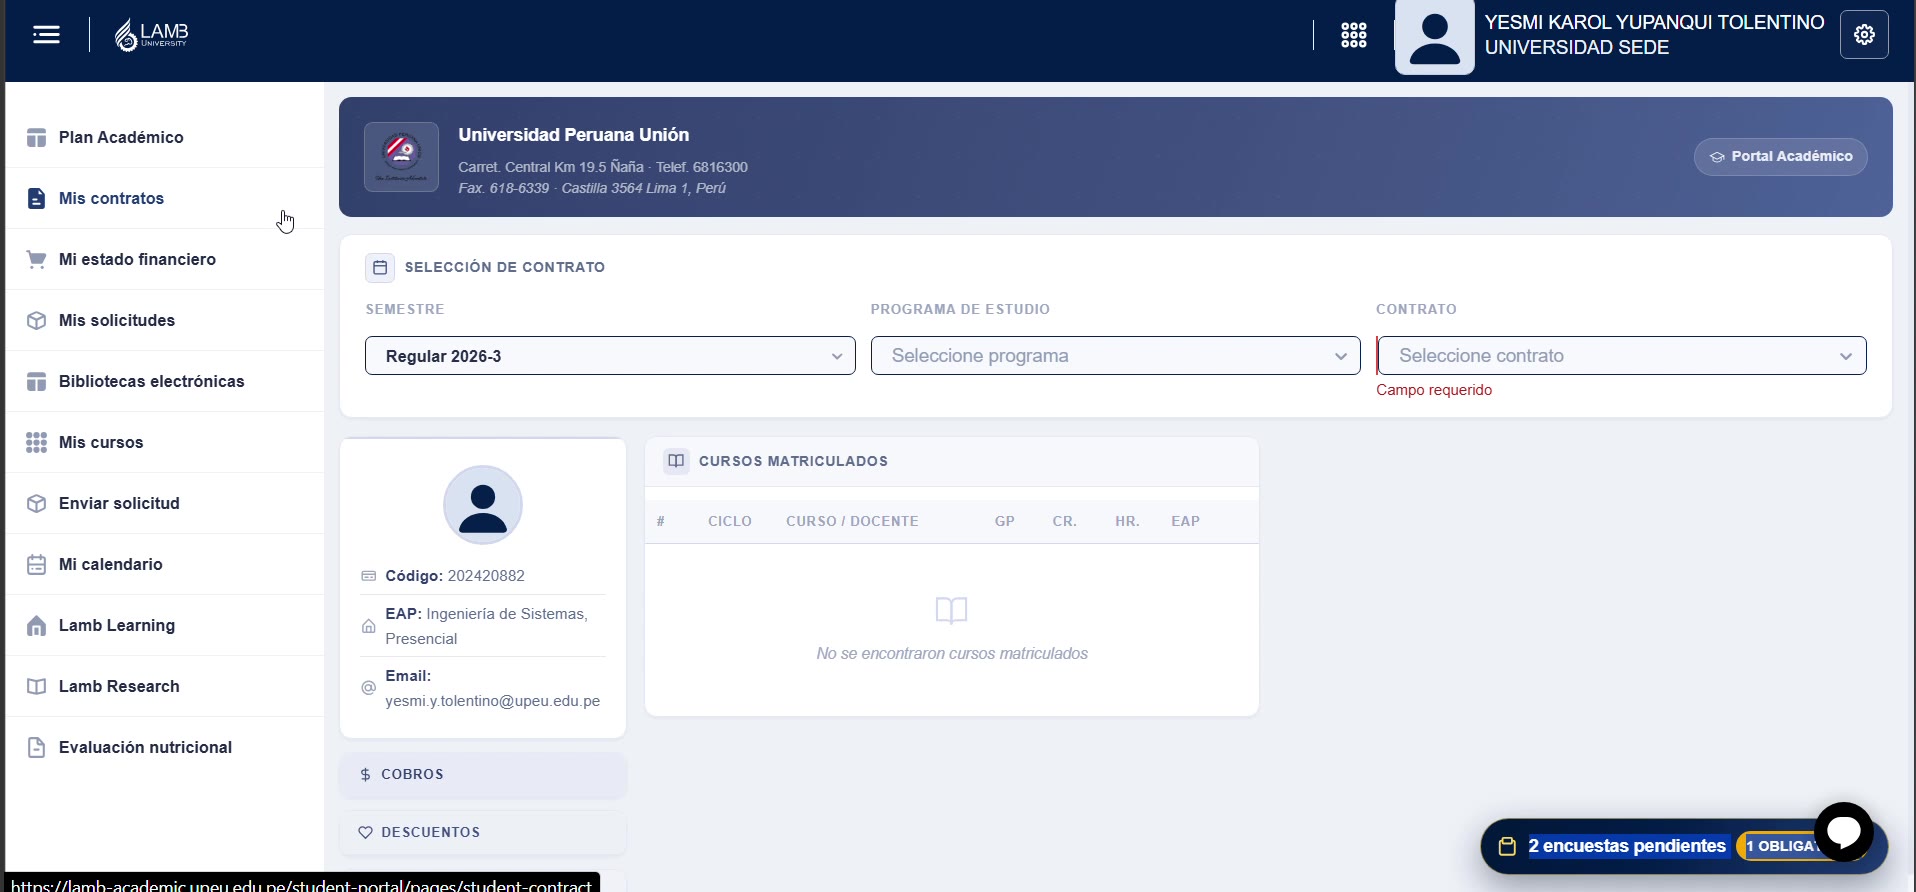 LAMB
UNIVERSITY
YESMI KAROL YUPANQUI TOLENTINO
UNIVERSIDAD SEDE
Plan Académico
Mis contratos
Mi estado financiero
Mis solicitudes
Bibliotecas electrónicas
Mis cursos
Enviar solicitud
Mi calendario
Lamb Learning
Lamb Research
Evaluación nutricional
Universidad Peruana Unión
Carret. Central Km 19.5 Ñaña · Telef. 6816300
Fax. 618-6339 · Castilla 3564 Lima 1, Perú
Portal Académico
SELECCIÓN DE CONTRATO
SEMESTRE
Regular 2026-3
PROGRAMA DE ESTUDIO
Seleccione programa
CONTRATO
Seleccione contrato
Campo requerido
Código: 202420882
EAP: Ingeniería de Sistemas,
Presencial
Email:
yesmi.y.tolentino@upeu.edu.pe
COBROS
DESCUENTOS
CURSOS MATRICULADOS
# CICLO CURSO / DOCENTE GP CR. HR. EAP
No se encontraron cursos matriculados
2 encuestas pendientes
1 OBLIGAT
https://lamb-academic.upeu.edu.pe/student-portal/pages/student-contract